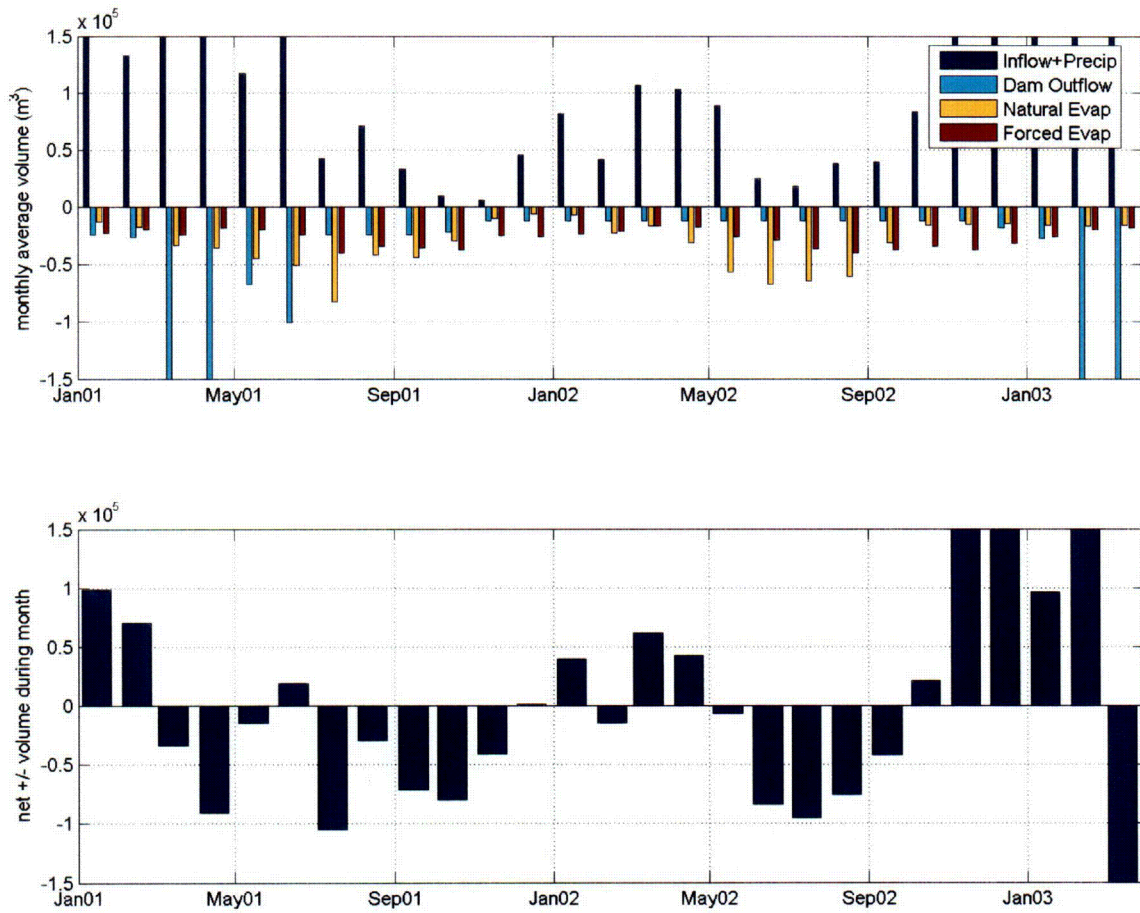 x 10^5
1.5
1
0.5
0
-0.5
-1
-1.5
monthly average volume (m³)
Inflow+Precip
Dam Outflow
Natural Evap
Forced Evap
Jan01 May01 Sep01 Jan02 May02 Sep02 Jan03
x 10^5
1.5
1
0.5
0
-0.5
-1
-1.5
net +/- volume during month
Jan01 May01 Sep01 Jan02 May02 Sep02 Jan03